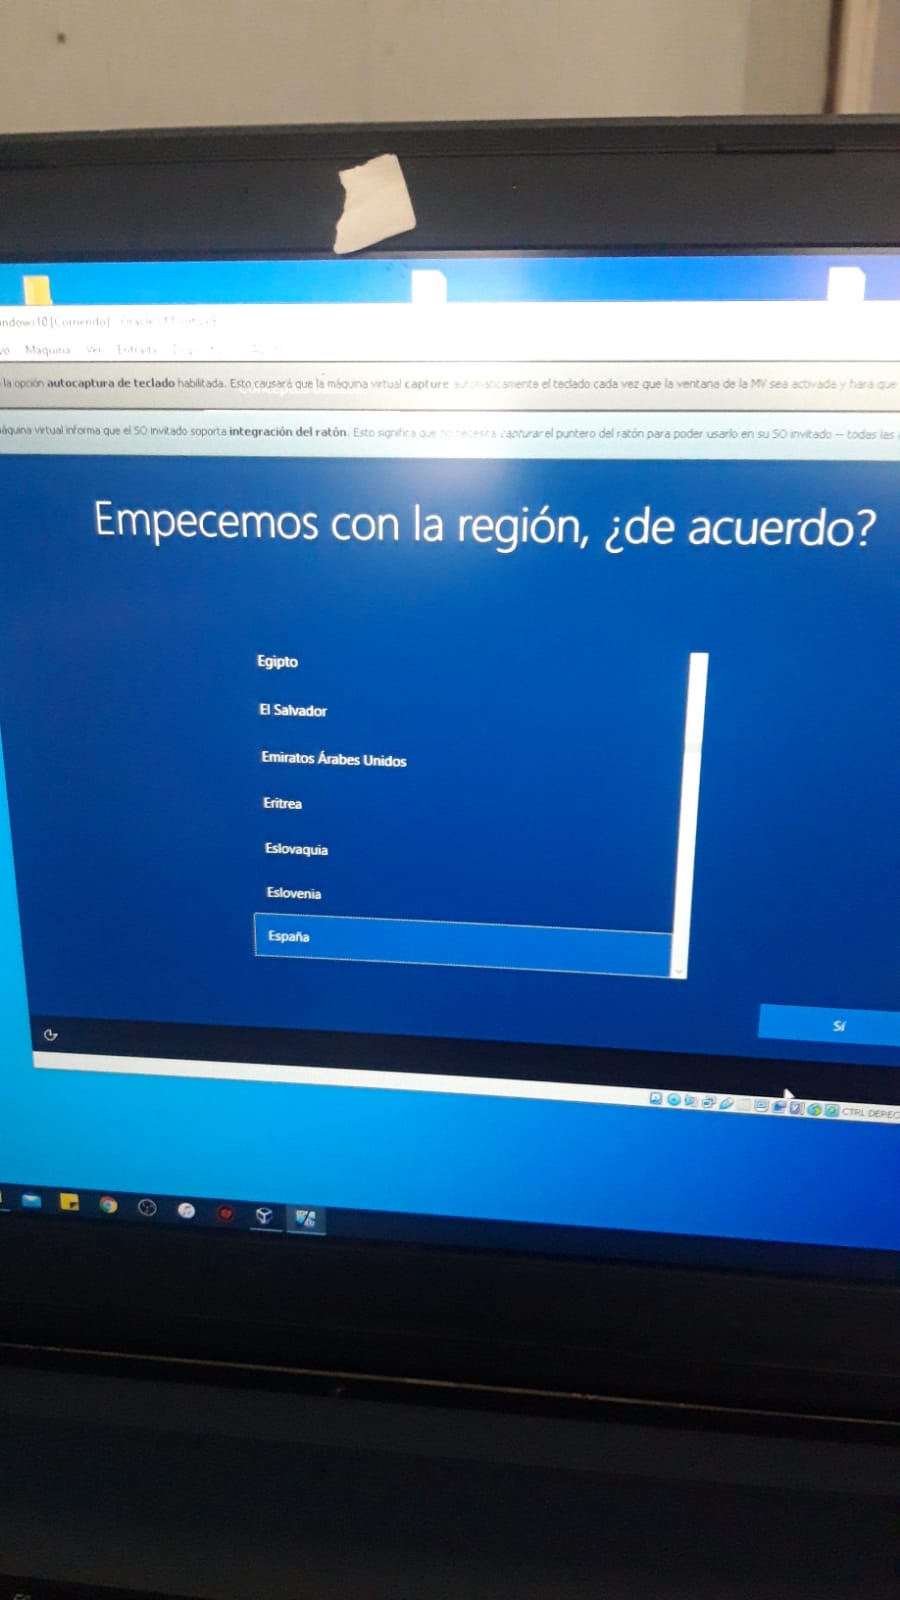 ndows10 [Corriendo] - Oracle VM
vo Máquina Ver Entrada
la opción autocaptura de teclado habilitada. Esto causará que la máquina virtual capture automáticamente el teclado cada vez que la ventana de la MV sea activada y hará que
áquina virtual informa que el SO invitado soporta integración del ratón. Esto significa que no necesita capturar el puntero del ratón para poder usarlo en su SO invitado -- todas las
Empecemos con la región, ¿de acuerdo?
Egipto
El Salvador
Emiratos Árabes Unidos
Eritrea
Eslovaquia
Eslovenia
España
Sí
CTRL DEREC